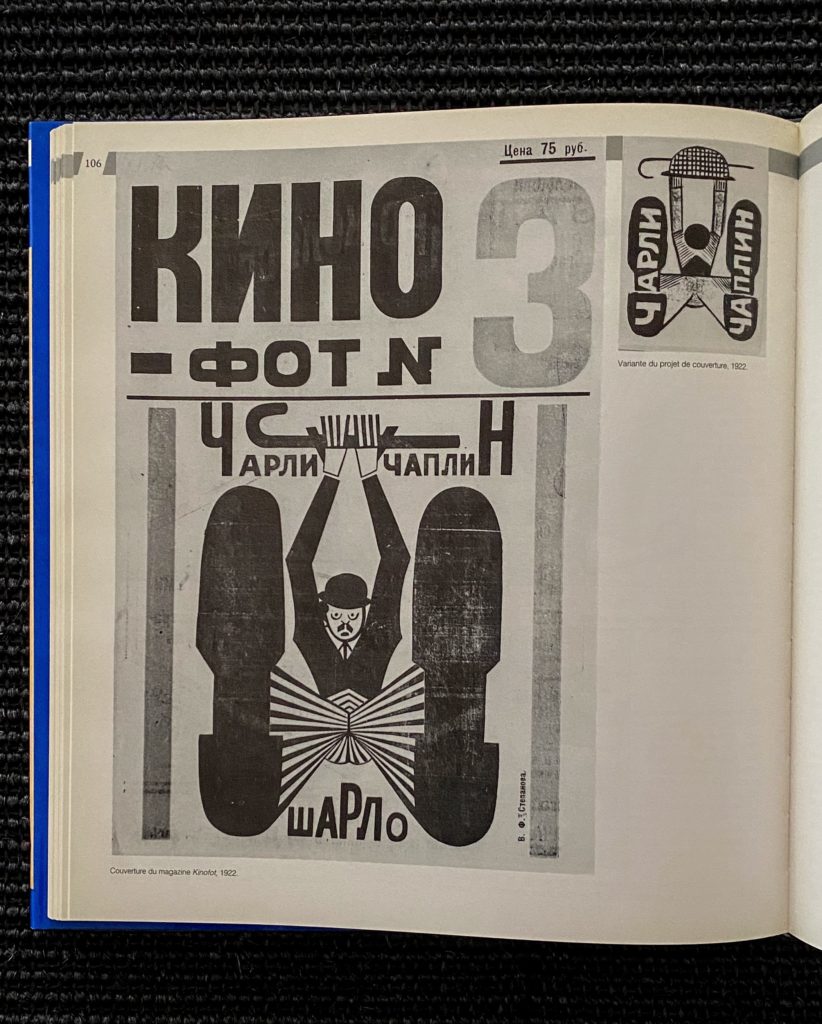 106
Цена 75 руб.
КИНО
3
-ФОТ N
ЧАРЛИ ЧАПЛИН
ШАРЛО
В. Ф. Степанова.
Couverture du magazine Kinofot, 1922.
ЧАРЛИ
ЧАПЛИН
Variante du projet de couverture, 1922.